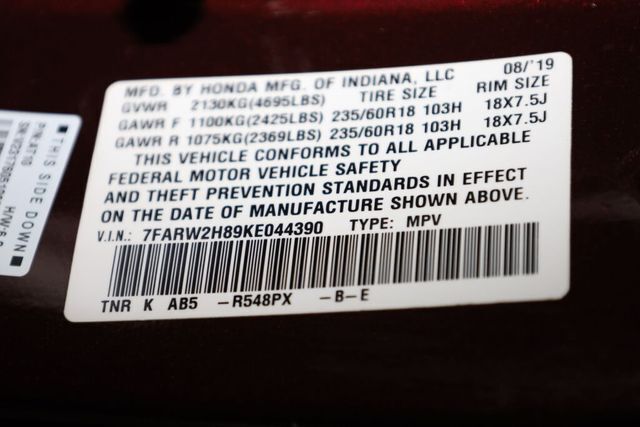 MFD. BY HONDA MFG. OF INDIANA, LLC 08/'19
GVWR 2130KG(4695LBS) TIRE SIZE RIM SIZE
GAWR F 1100KG(2425LBS) 235/60R18 103H 18X7.5J
GAWR R 1075KG(2369LBS) 235/60R18 103H 18X7.5J
THIS VEHICLE CONFORMS TO ALL APPLICABLE
FEDERAL MOTOR VEHICLE SAFETY
AND THEFT PREVENTION STANDARDS IN EFFECT
ON THE DATE OF MANUFACTURE SHOWN ABOVE.
V.I.N.: 7FARW2H89KE044390 TYPE: MPV
TNR K AB5 -R548PX -B-E
THIS SIDE DOWN